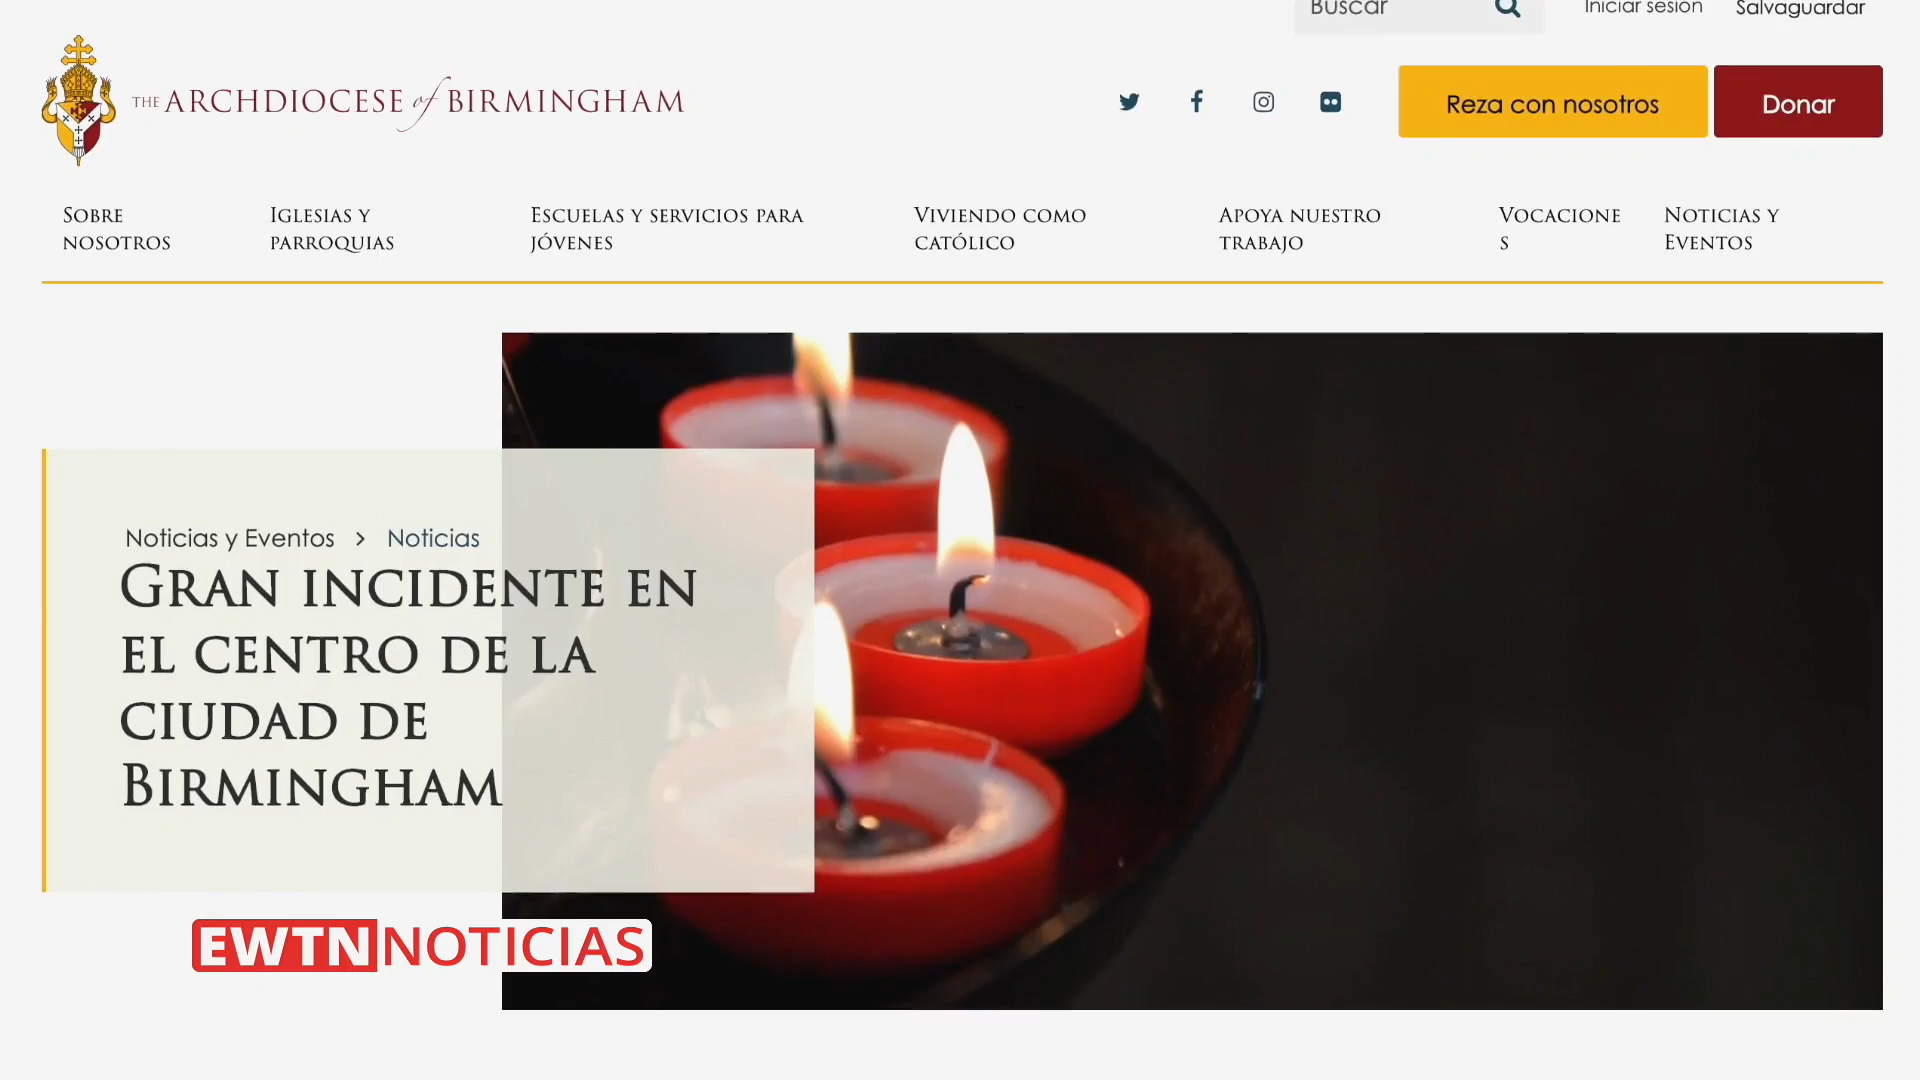 Buscar
Iniciar sesión
Salvaguardar
THE ARCHDIOCESE of BIRMINGHAM
Reza con nosotros
Donar
Sobre nosotros
Iglesias y parroquias
Escuelas y servicios para jóvenes
Viviendo como católico
Apoya nuestro trabajo
Vocaciones
Noticias y Eventos
Noticias y Eventos > Noticias
Gran incidente en
el centro de la
ciudad de
Birmingham
EWTN NOTICIAS